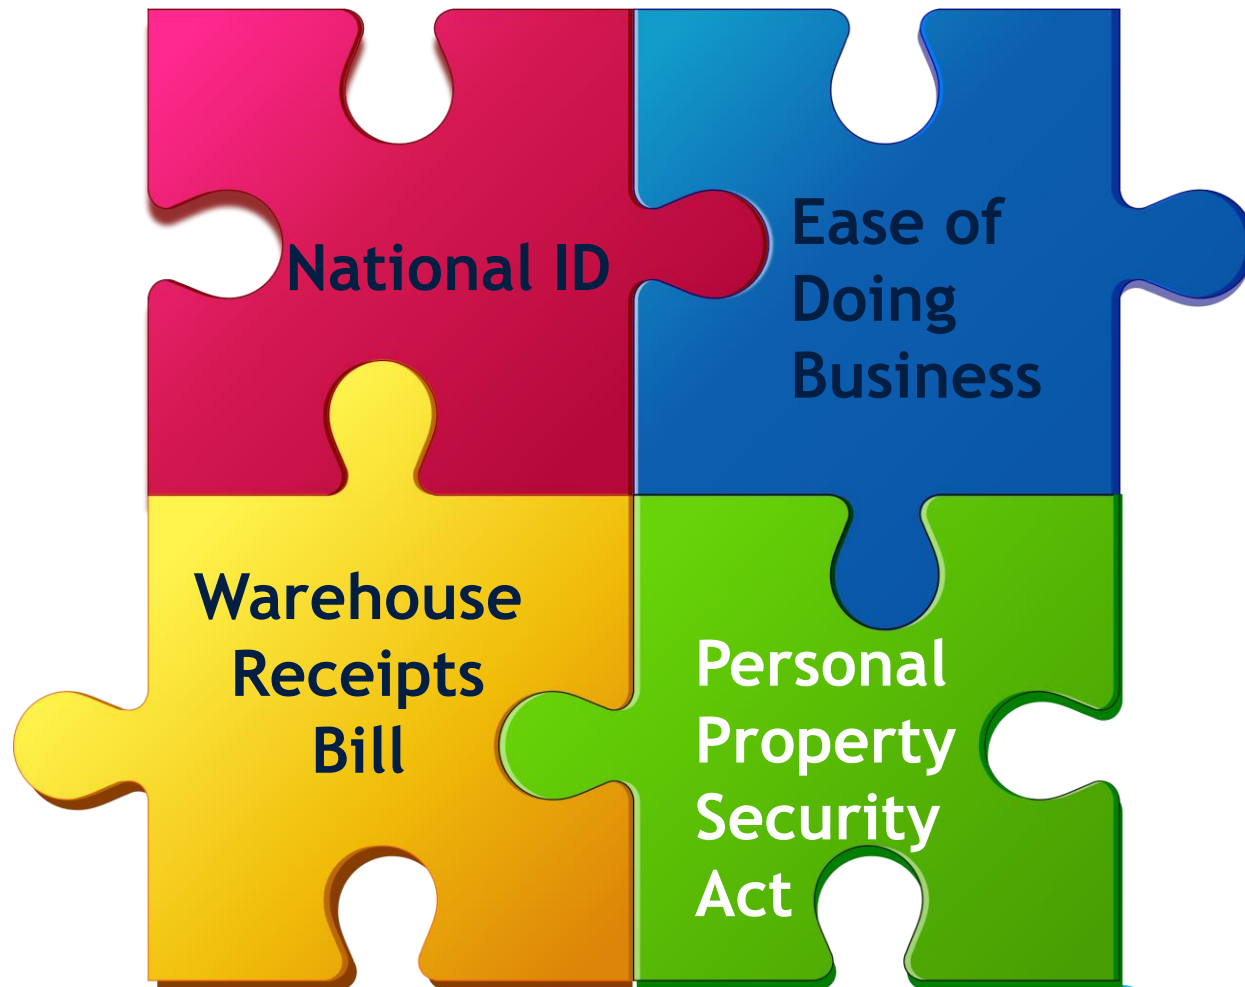 National ID
Ease of
Doing
Business
Warehouse
Receipts
Bill
Personal
Property
Security
Act